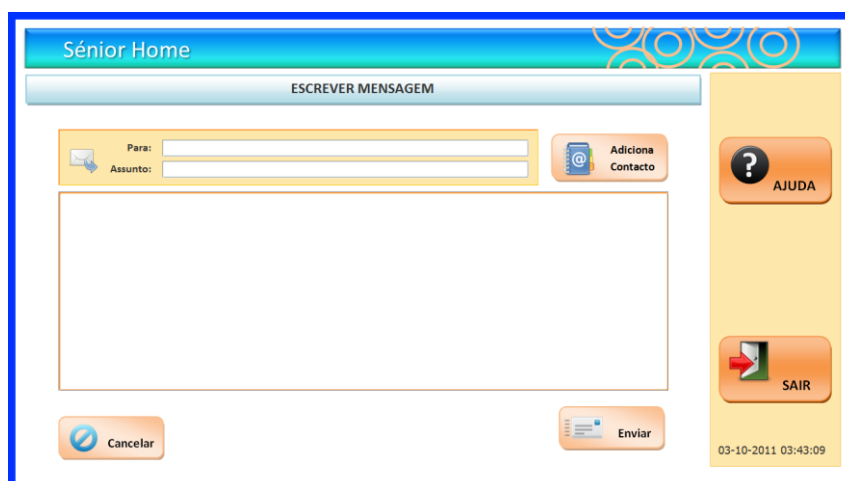 Sénior Home
ESCREVER MENSAGEM
Para:
Assunto:
Adiciona
Contacto
AJUDA
SAIR
Cancelar
Enviar
03-10-2011 03:43:09